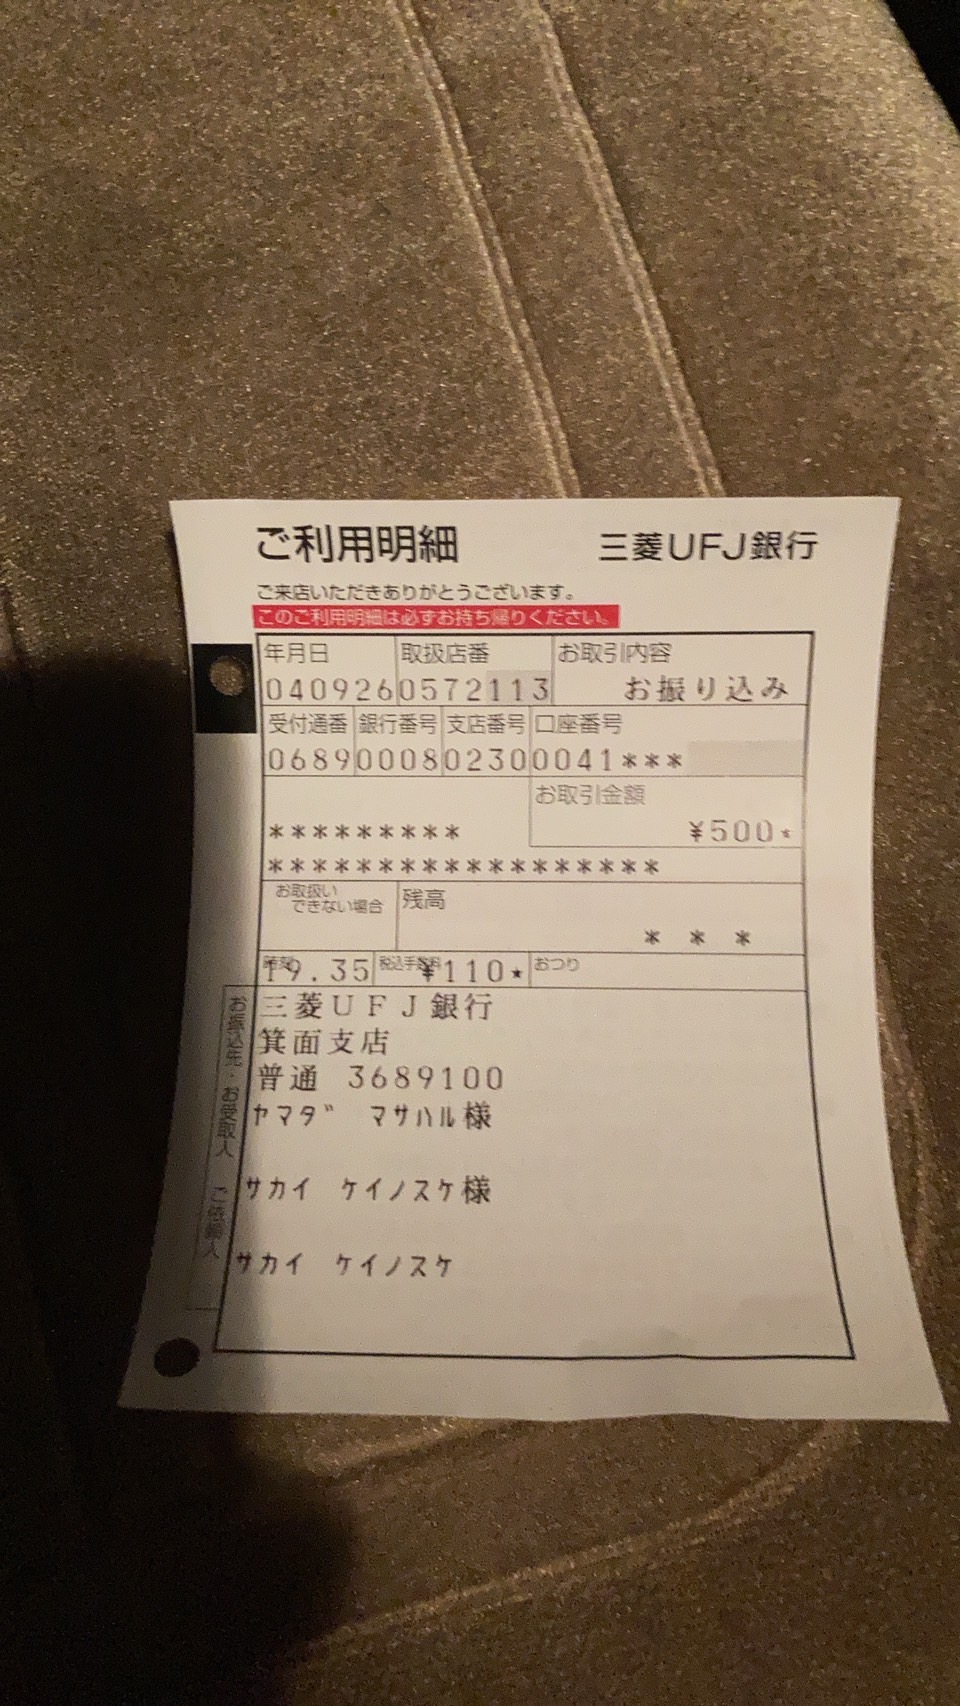 ご利用明細 三菱UFJ銀行
ご来店いただきありがとうございます。
このご利用明細は必ずお持ち帰りください。
年月日 取扱店番 お取引内容
040926 0572113 お振り込み
受付通番 銀行番号 支店番号 口座番号
0689 0008 0230 0041***
お取引金額
********* ¥500*
******************
お取扱いできない場合 残高
* * *
時刻 19.35 税込手数料 ¥110* おつり
お振込先・お受取人
三菱UFJ銀行
箕面支店
普通 3689100
ヤマダ゛ マサハル様
サカイ ケイノスケ様
ご依頼人
サカイ ケイノスケ